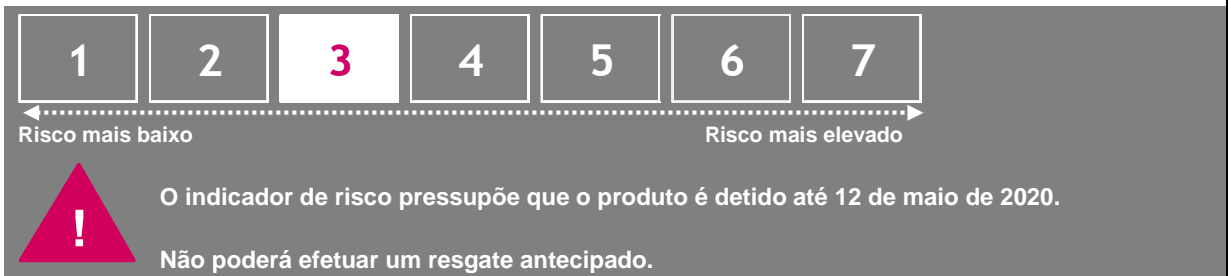 1 2 3 4 5 6 7
Risco mais baixo Risco mais elevado
! O indicador de risco pressupõe que o produto é detido até 12 de maio de 2020.
Não poderá efetuar um resgate antecipado.